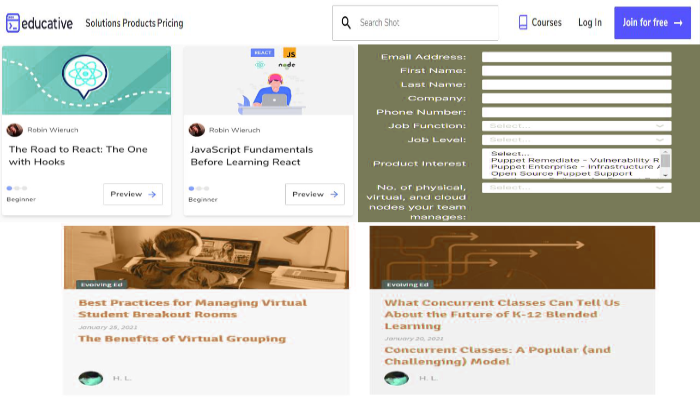 educative
Solutions Products Pricing
Search Shot
Courses
Log In
Join for free →
REACT
JS
node
Robin Wieruch
The Road to React: The One
with Hooks
Beginner
Preview →
Robin Wieruch
JavaScript Fundamentals
Before Learning React
Beginner
Preview →
Email Address:
First Name:
Last Name:
Company:
Phone Number:
Job Function:
Select...
Job Level:
Select...
Product Interest
Select...
Puppet Remediate - Vulnerability R
Puppet Enterprise - Infrastructure A
Open Source Puppet Support
No. of physical,
virtual, and cloud
nodes your team
manages:
Select...
Evolving Ed
Best Practices for Managing Virtual
Student Breakout Rooms
January 25, 2021
The Benefits of Virtual Grouping
H. L.
Evolving Ed
What Concurrent Classes Can Tell Us
About the Future of K-12 Blended
Learning
January 20, 2021
Concurrent Classes: A Popular (and
Challenging) Model
H. L.